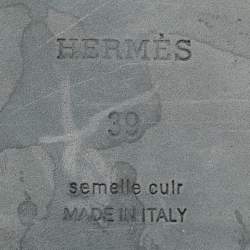 HERMÈS
39
semelle cuir
MADE IN ITALY